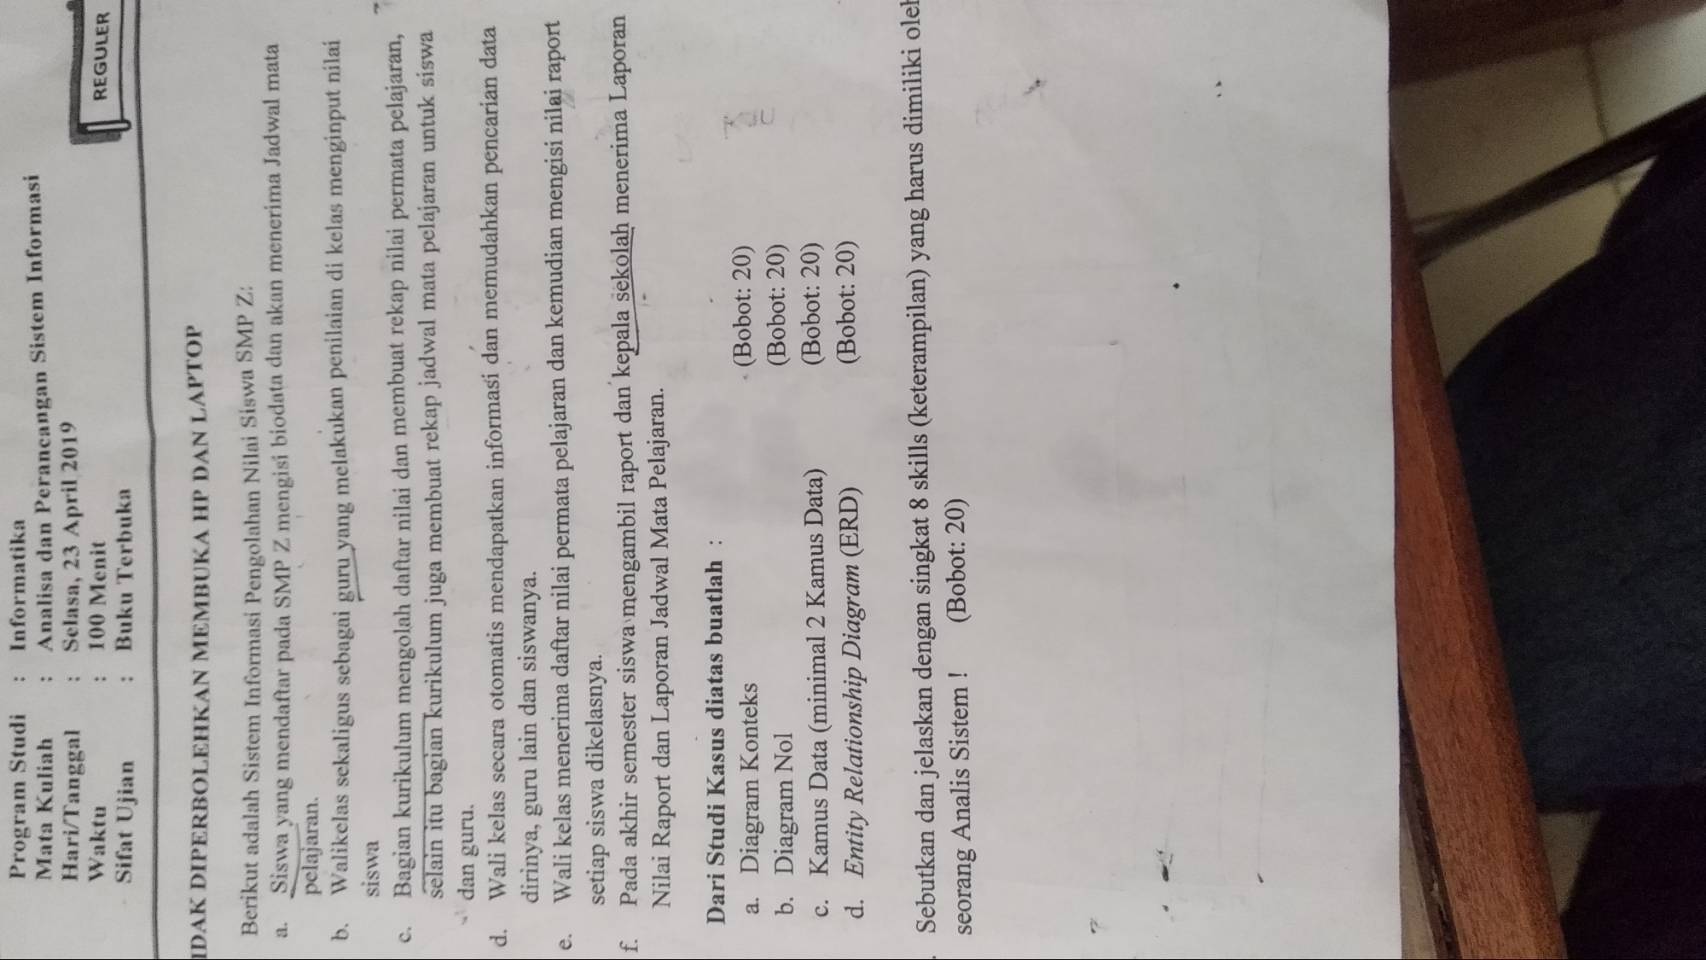 Program Studi : Informatika
Mata Kuliah : Analisa dan Perancangan Sistem Informasi
Hari/Tanggal : Selasa, 23 April 2019
Waktu : 100 Menit
REGULER
Sifat Ujian : Buku Terbuka
IDAK DIPERBOLEHKAN MEMBUKA HP DAN LAPTOP
Berikut adalah Sistem Informasi Pengolahan Nilai Siswa SMP Z:
a. Siswa yang mendaftar pada SMP Z mengisi biodata dan akan menerima Jadwal mata
pelajaran.
b. Walikelas sekaligus sebagai guru yang melakukan penilaian di kelas menginput nilai
siswa
c. Bagian kurikulum mengolah daftar nilai dan membuat rekap nilai permata pelajaran,
selain itu bagian kurikulum juga membuat rekap jadwal mata pelajaran untuk siswa
dan guru.
d. Wali kelas secara otomatis mendapatkan informasi dan memudahkan pencarian data
dirinya, guru lain dan siswanya.
e. Wali kelas menerima daftar nilai permata pelajaran dan kemudian mengisi nilai raport
setiap siswa dikelasnya.
f. Pada akhir semester siswa mengambil raport dan kepala sekolah menerima Laporan
Nilai Raport dan Laporan Jadwal Mata Pelajaran.
Dari Studi Kasus diatas buatlah :
a. Diagram Konteks (Bobot: 20)
b. Diagram Nol (Bobot: 20)
c. Kamus Data (minimal 2 Kamus Data) (Bobot: 20)
d. Entity Relationship Diagram (ERD) (Bobot: 20)
Sebutkan dan jelaskan dengan singkat 8 skills (keterampilan) yang harus dimiliki oleh
seorang Analis Sistem ! (Bobot: 20)